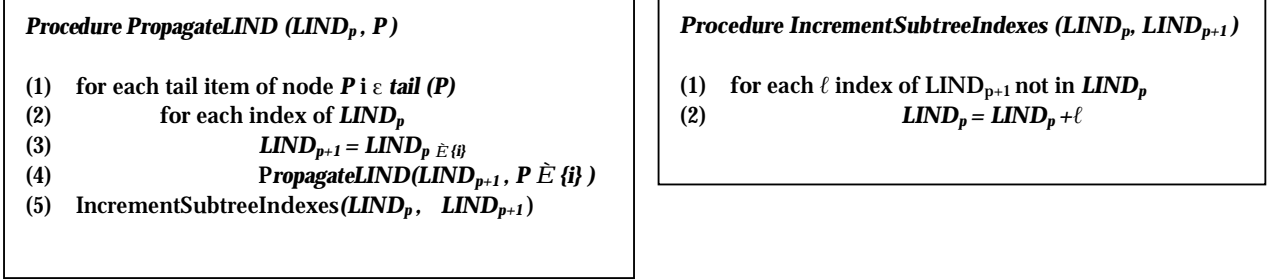 Procedure PropagateLIND (LINDp , P )
(1) for each tail item of node P i ε tail (P)
(2) for each index of LINDp
(3) LINDp+1 = LINDp È {i}
(4) PropagateLIND(LINDp+1 , P È {i} )
(5) IncrementSubtreeIndexes(LINDp , LINDp+1)
Procedure IncrementSubtreeIndexes (LINDp, LINDp+1)
(1) for each ℓ index of LINDp+1 not in LINDp
(2) LINDp = LINDp +ℓ